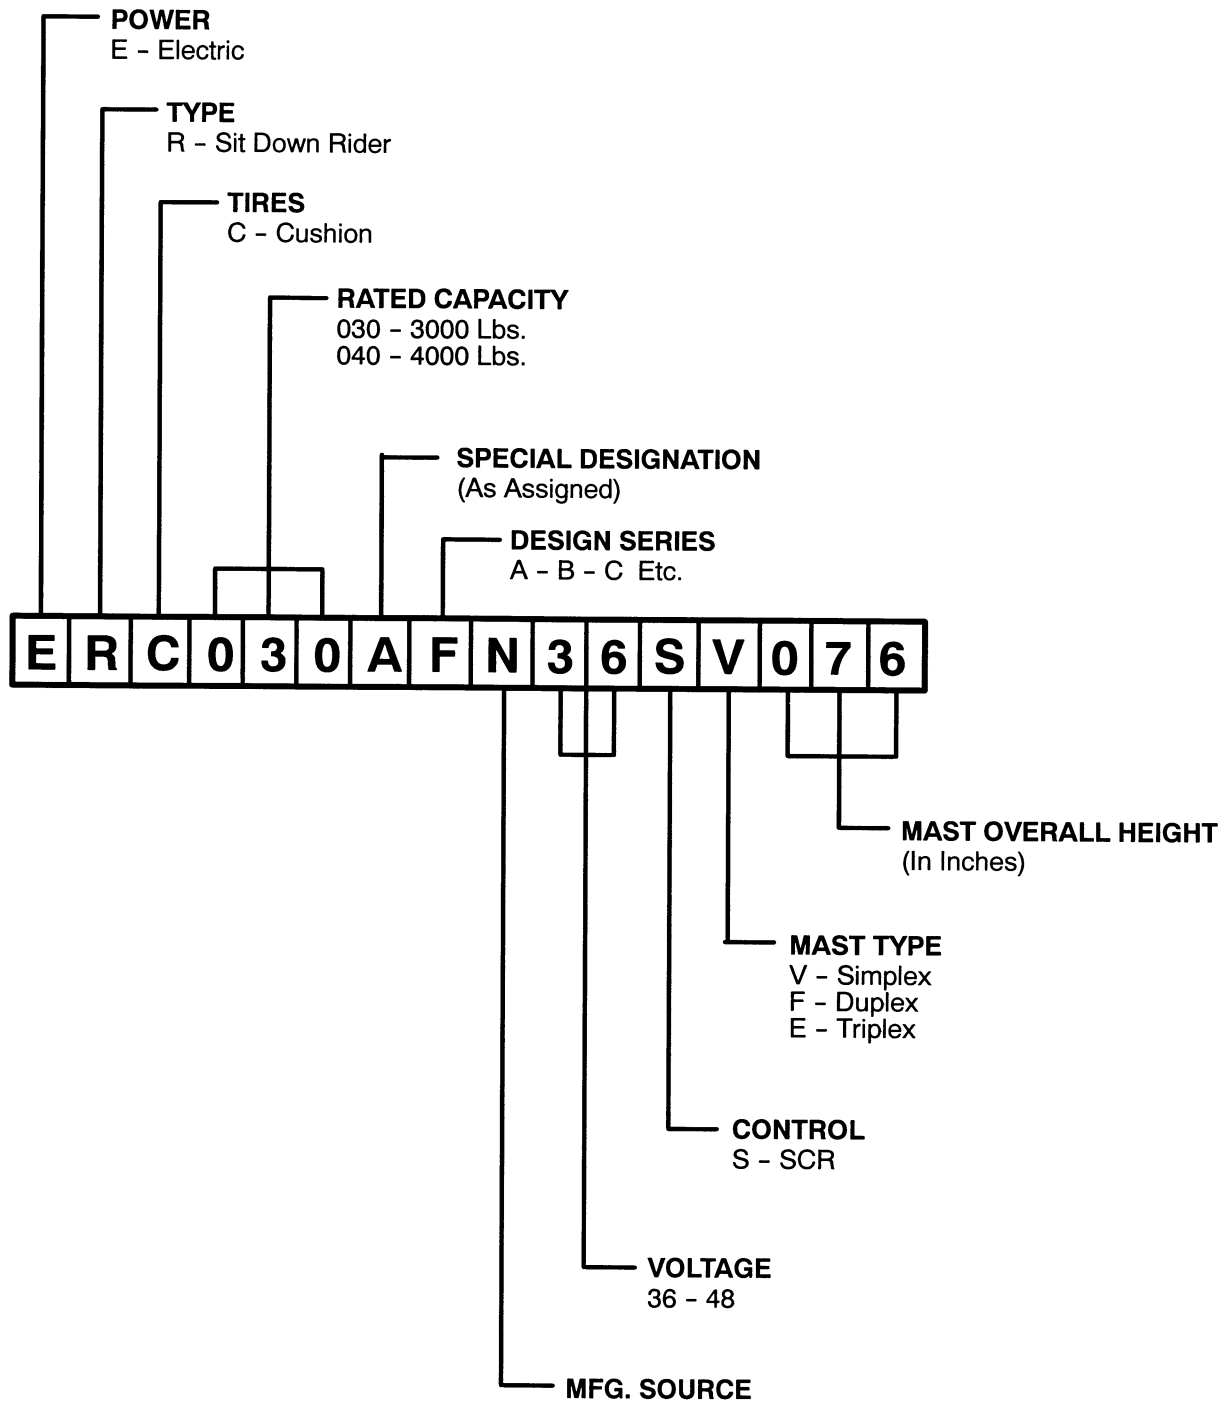 POWER
E – Electric
TYPE
R – Sit Down Rider
TIRES
C – Cushion
RATED CAPACITY
030 – 3000 Lbs.
040 – 4000 Lbs.
SPECIAL DESIGNATION
(As Assigned)
DESIGN SERIES
A – B – C Etc.
E R C 0 3 0 A F N 3 6 S V 0 7 6
MAST OVERALL HEIGHT
(In Inches)
MAST TYPE
V – Simplex
F – Duplex
E – Triplex
CONTROL
S – SCR
VOLTAGE
36 – 48
MFG. SOURCE